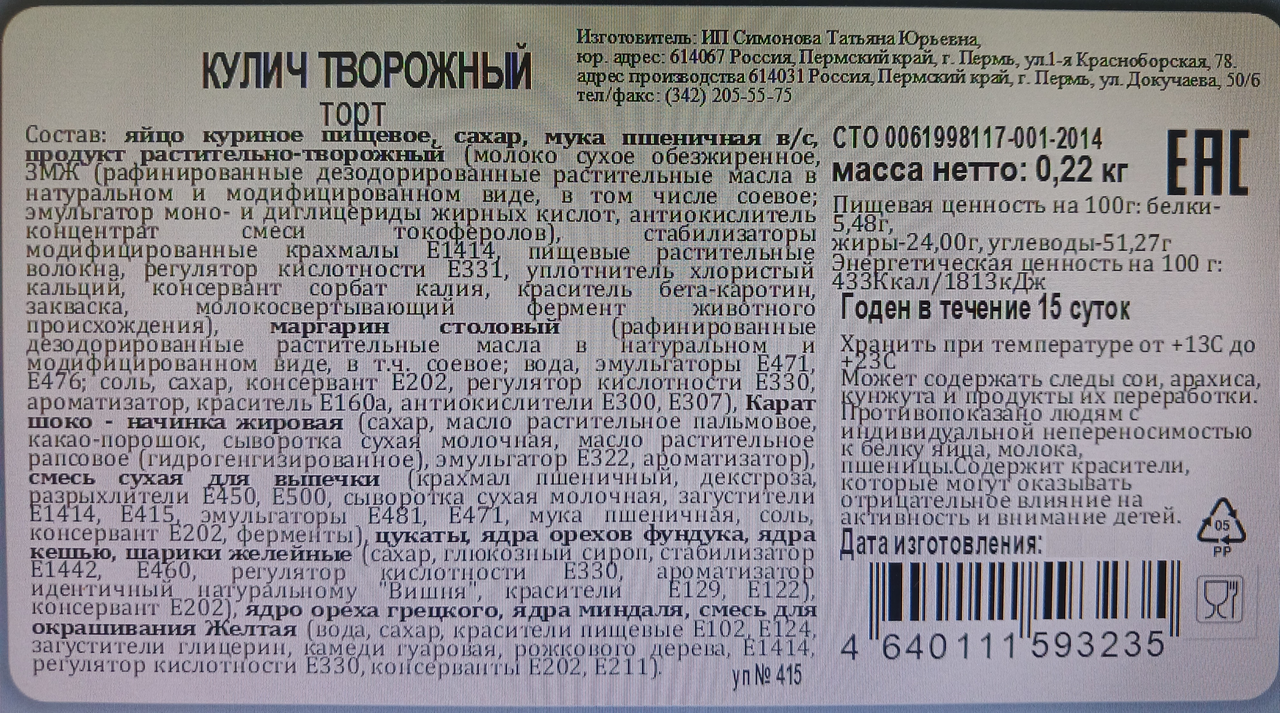 КУЛИЧ ТВОРОЖНЫЙ
торт
Изготовитель: ИП Симонова Татьяна Юрьевна,
юр. адрес: 614067 Россия, Пермский край, г. Пермь, ул.1-я Красноборская, 78.
адрес производства 614031 Россия, Пермский край, г. Пермь, ул. Докучаева, 50/6
тел/факс: (342) 205-55-75
Состав: яйцо куриное пищевое, сахар, мука пшеничная в/с,
продукт растительно-творожный (молоко сухое обезжиренное,
ЗМЖ (рафинированные дезодорированные растительные масла в
натуральном и модифицированном виде, в том числе соевое;
эмульгатор моно- и диглицериды жирных кислот, антиокислитель
концентрат смеси токоферолов), стабилизаторы
модифицированные крахмалы Е1414, пищевые растительные
волокна, регулятор кислотности Е331, уплотнитель хлористый
кальций, консервант сорбат калия, краситель бета-каротин,
закваска, молокосвертывающий фермент животного
происхождения), маргарин столовый (рафинированные
дезодорированные растительные масла в натуральном и
модифицированном виде, в т.ч. соевое; вода, эмульгаторы Е471,
Е476; соль, сахар, консервант Е202, регулятор кислотности Е330,
ароматизатор, краситель Е160а, антиокислители Е300, Е307), Карат
шоко - начинка жировая (сахар, масло растительное пальмовое,
какао-порошок, сыворотка сухая молочная, масло растительное
рапсовое (гидрогенгизированное), эмульгатор Е322, ароматизатор),
смесь сухая для выпечки (крахмал пшеничный, декстроза,
разрыхлители Е450, Е500, сыворотка сухая молочная, загустители
Е1414, Е415, эмульгаторы Е481, Е471, мука пшеничная, соль,
консервант Е202, ферменты), цукаты, ядра орехов фундука, ядра
кешью, шарики желейные (сахар, глюкозный сироп, стабилизатор
Е1442, Е460, регулятор кислотности Е330, ароматизатор
идентичный натуральному "Вишня", красители Е129, Е122),
консервант Е202), ядро ореха грецкого, ядра миндаля, смесь для
окрашивания Желтая (вода, сахар, красители пищевые Е102, Е124,
загустители глицерин, камеди гуаровая, рожкового дерева, Е1414,
регулятор кислотности Е330, консерванты Е202, Е211).
уп № 415
СТО 0061998117-001-2014
масса нетто: 0,22 кг
ЕАС
Пищевая ценность на 100г: белки-
5,48г,
жиры-24,00г, углеводы-51,27г
Энергетическая ценность на 100 г:
433Ккал/1813кДж
Годен в течение 15 суток
Хранить при температуре от +13С до
+23С
Может содержать следы сои, арахиса,
кунжута и продукты их переработки.
Противопоказано людям с
индивидуальной непереносимостью
к белку яйца, молока,
пшеницы.Содержит красители,
которые могут оказывать
отрицательное влияние на
активность и внимание детей.
Дата изготовления:
05
PP
4 640111 593235